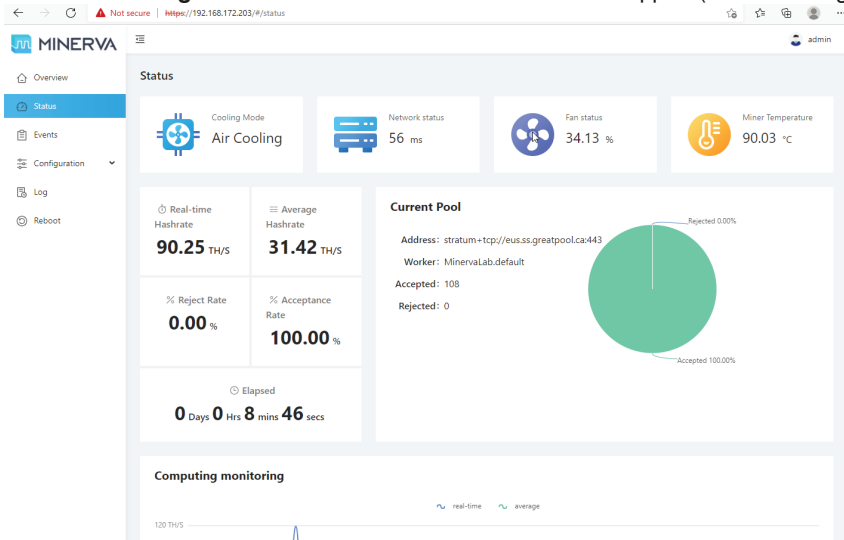 Not secure | https://192.168.172.203/#/status
MINERVA
admin
Overview
Status
Events
Configuration
Log
Reboot
Status
Cooling Mode
Air Cooling
Network status
56 ms
Fan status
34.13 %
Miner Temperature
90.03 °C
Real-time
Hashrate
90.25 TH/S
Average
Hashrate
31.42 TH/S
% Reject Rate
0.00 %
% Acceptance
Rate
100.00 %
Elapsed
0 Days 0 Hrs 8 mins 46 secs
Current Pool
Address: stratum+tcp://eus.ss.greatpool.ca:443
Worker: MinervaLab.default
Accepted: 108
Rejected: 0
Rejected 0.00%
Accepted 100.00%
Computing monitoring
real-time average
120 TH/S